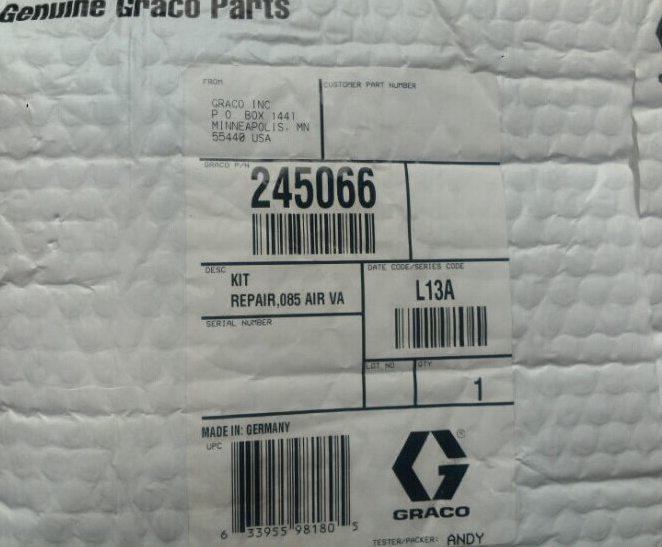 Genuine Graco Parts
FROM
GRACO INC
P O. BOX 1441
MINNEAPOLIS. MN
55440 USA
CUSTOMER PART NUMBER
GRACO P/N
245066
DESC
KIT
REPAIR,085 AIR VA
DATE CODE/SERIES CODE
L13A
SERIAL NUMBER
LOT NO
QTY
1
MADE IN: GERMANY
UPC
6 33955 98180 5
G
GRACO
TESTER/PACKER: ANDY